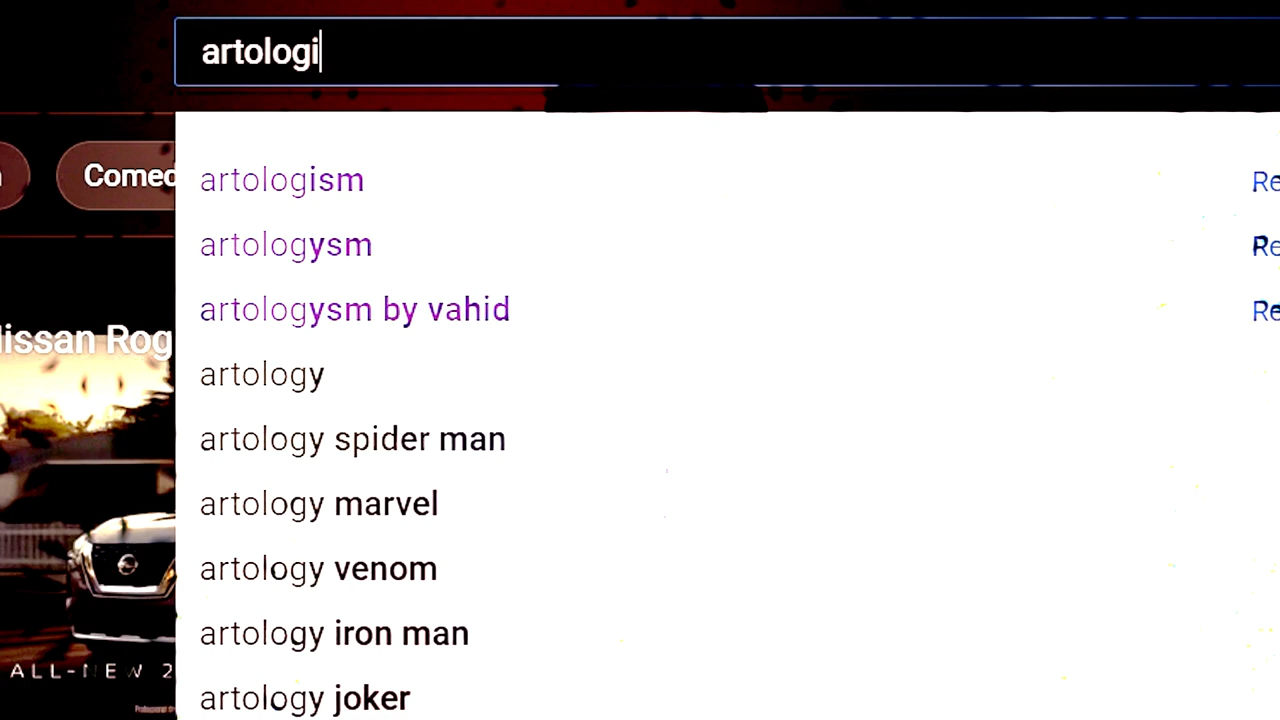 artologi
artologism
Re
artologysm
Re
artologysm by vahid
Re
artology
artology spider man
artology marvel
artology venom
artology iron man
artology joker
Comed
issan Rog
ALL-NEW 2